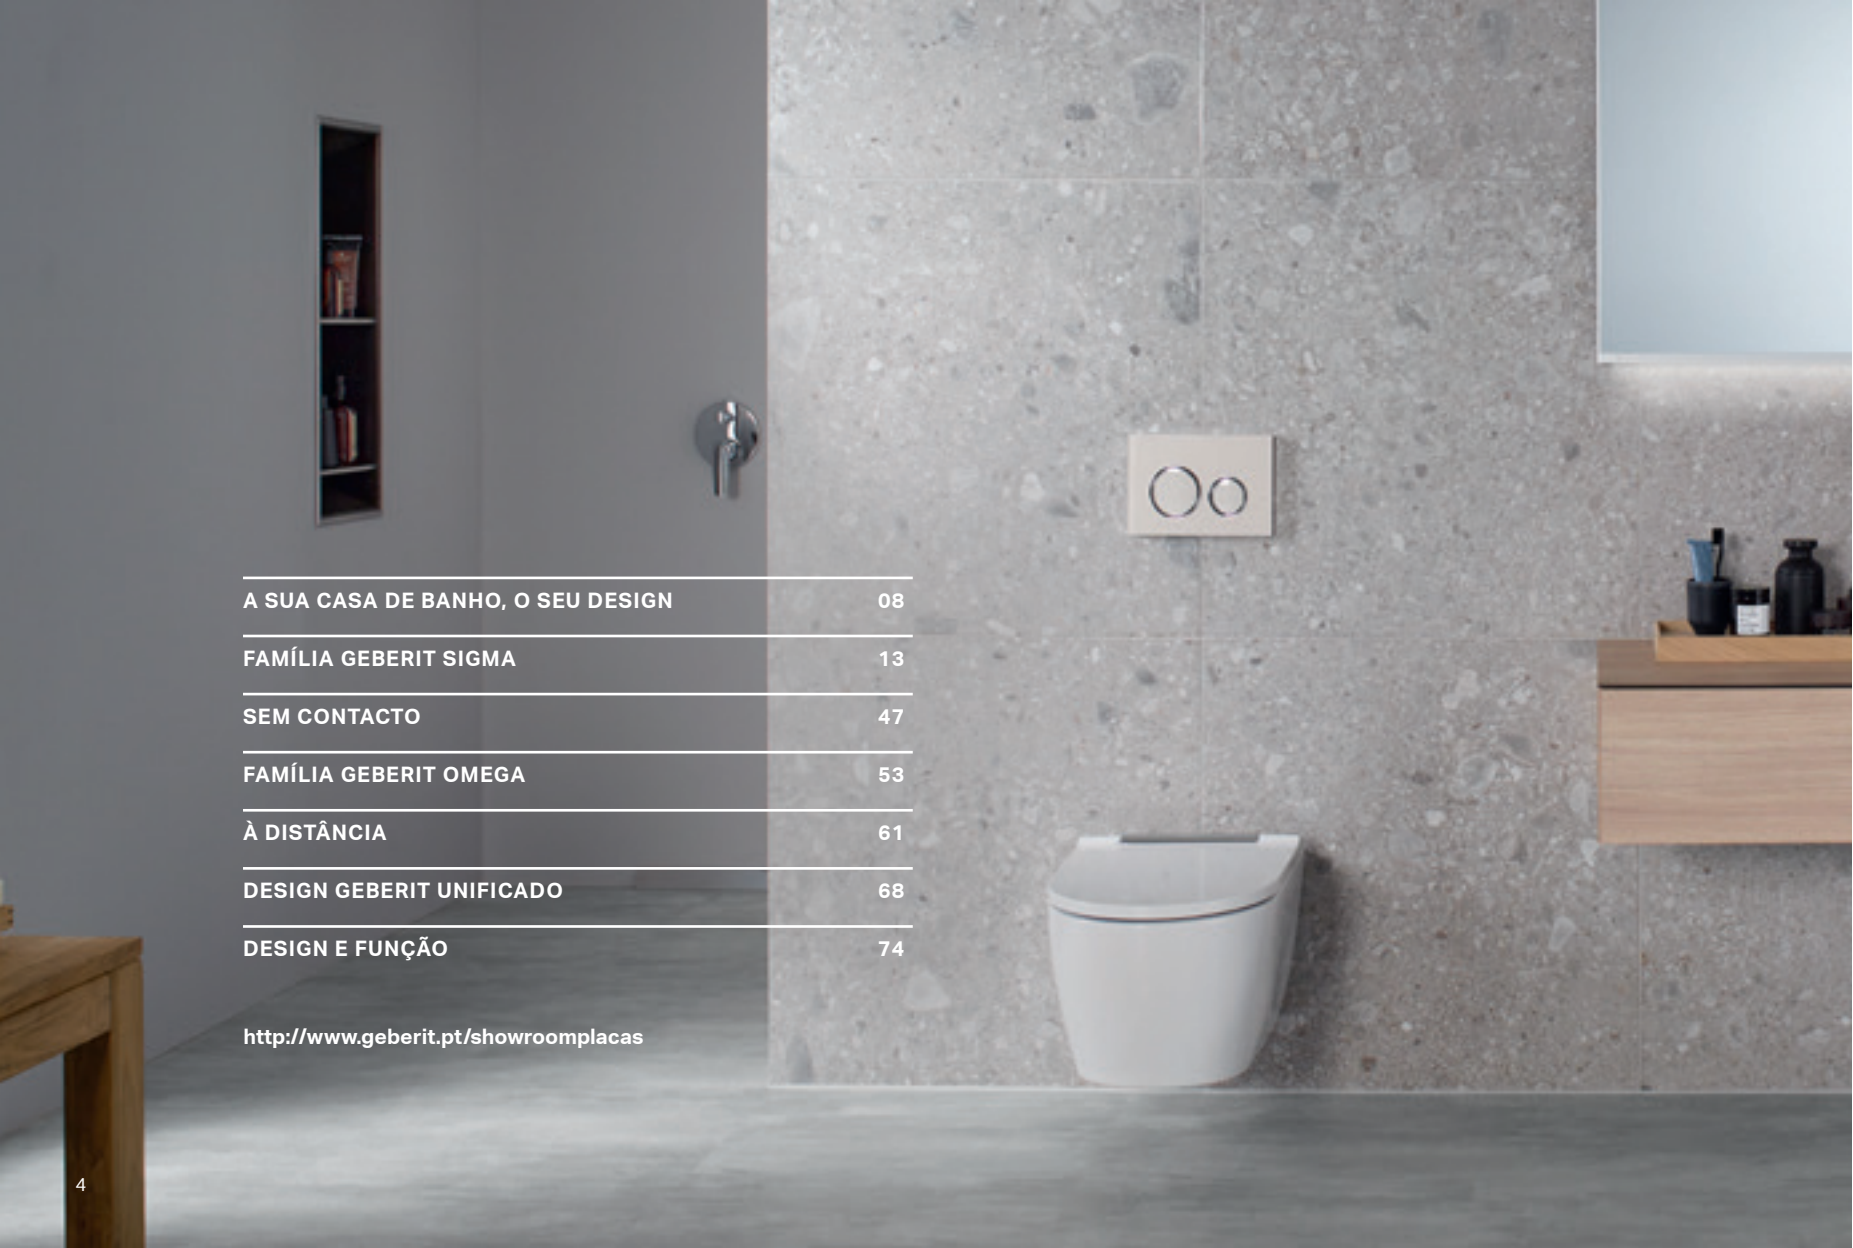 A SUA CASA DE BANHO, O SEU DESIGN 08
FAMÍLIA GEBERIT SIGMA 13
SEM CONTACTO 47
FAMÍLIA GEBERIT OMEGA 53
À DISTÂNCIA 61
DESIGN GEBERIT UNIFICADO 68
DESIGN E FUNÇÃO 74
http://www.geberit.pt/showroomplacas
4